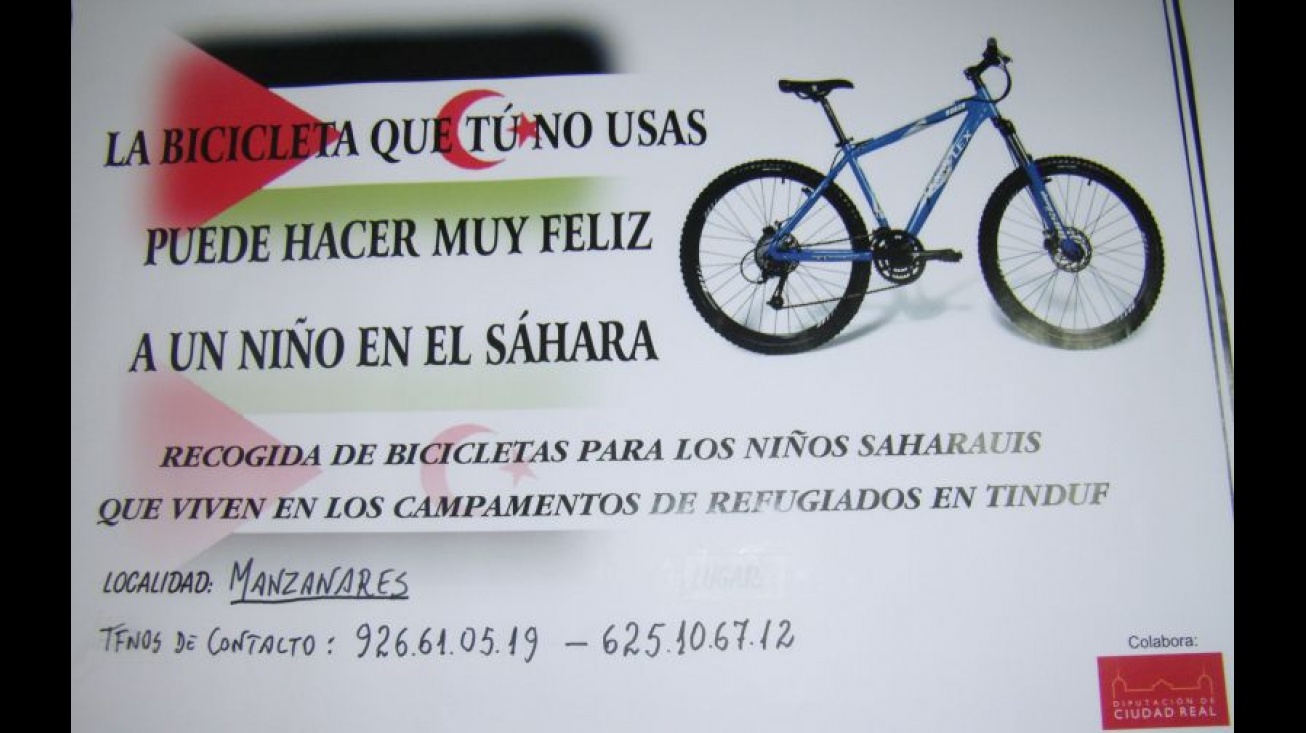 LA BICICLETA QUE TÚ NO USAS
PUEDE HACER MUY FELIZ
A UN NIÑO EN EL SÁHARA
RECOGIDA DE BICICLETAS PARA LOS NIÑOS SAHARAUIS
QUE VIVEN EN LOS CAMPAMENTOS DE REFUGIADOS EN TINDUF
LOCALIDAD: MANZANARES
LUGAR:
TFNOS DE CONTACTO: 926.61.05.19 – 625.10.67.12
Colabora:
DIPUTACIÓN DE
CIUDAD REAL